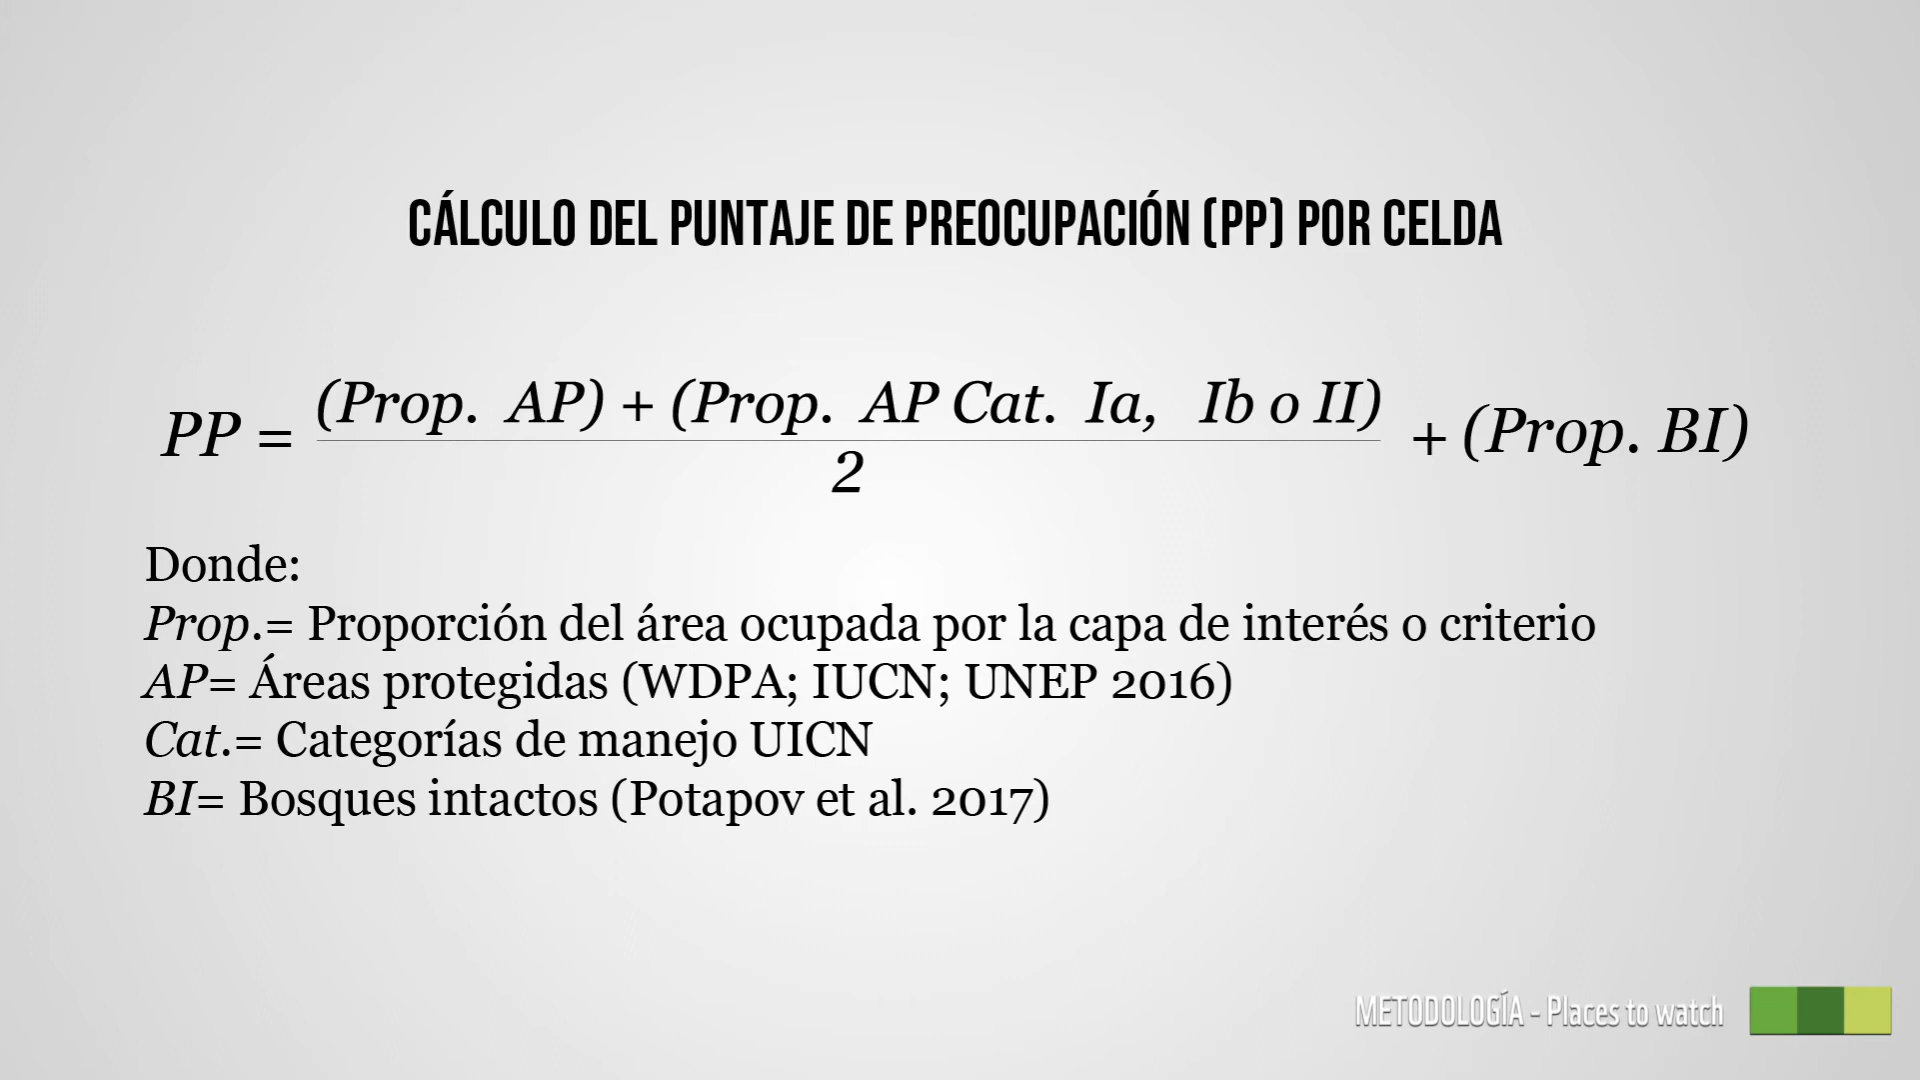 CÁLCULO DEL PUNTAJE DE PREOCUPACIÓN (PP) POR CELDA
PP = (Prop. AP) + (Prop. AP Cat. Ia, Ib o II) / 2 + (Prop. BI)
Donde:
Prop.= Proporción del área ocupada por la capa de interés o criterio
AP= Áreas protegidas (WDPA; IUCN; UNEP 2016)
Cat.= Categorías de manejo UICN
BI= Bosques intactos (Potapov et al. 2017)
METODOLOGÍA - Places to watch